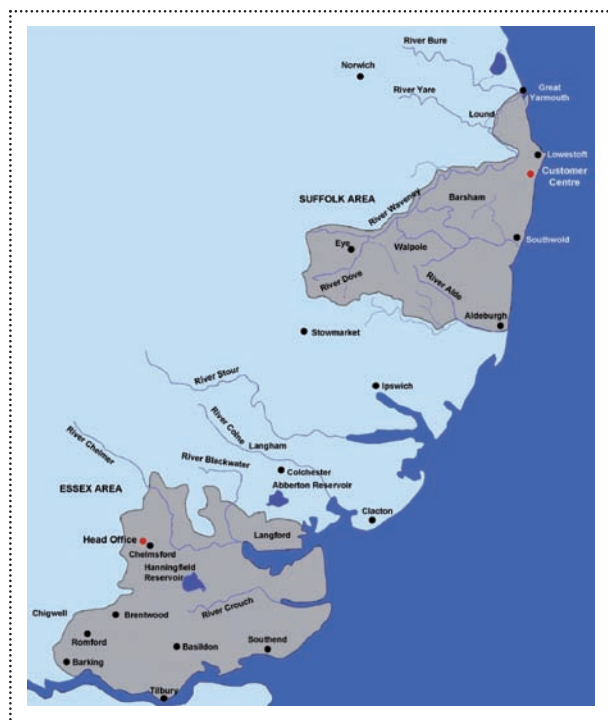 River Bure
Norwich
Great
Yarmouth
River Yare
Lound
Lowestoft
Customer
Centre
SUFFOLK AREA
River Waveney
Barsham
Eye
Walpole
Southwold
River Dove
River Alde
Aldeburgh
Stowmarket
River Stour
Ipswich
River Colne
River Chelmer
Langham
River Blackwater
Colchester
Abberton Reservoir
ESSEX AREA
Clacton
Head Office
Langford
Chelmsford
Hanningfield
Reservoir
River Crouch
Chigwell
Brentwood
Romford
Basildon
Southend
Barking
Tilbury